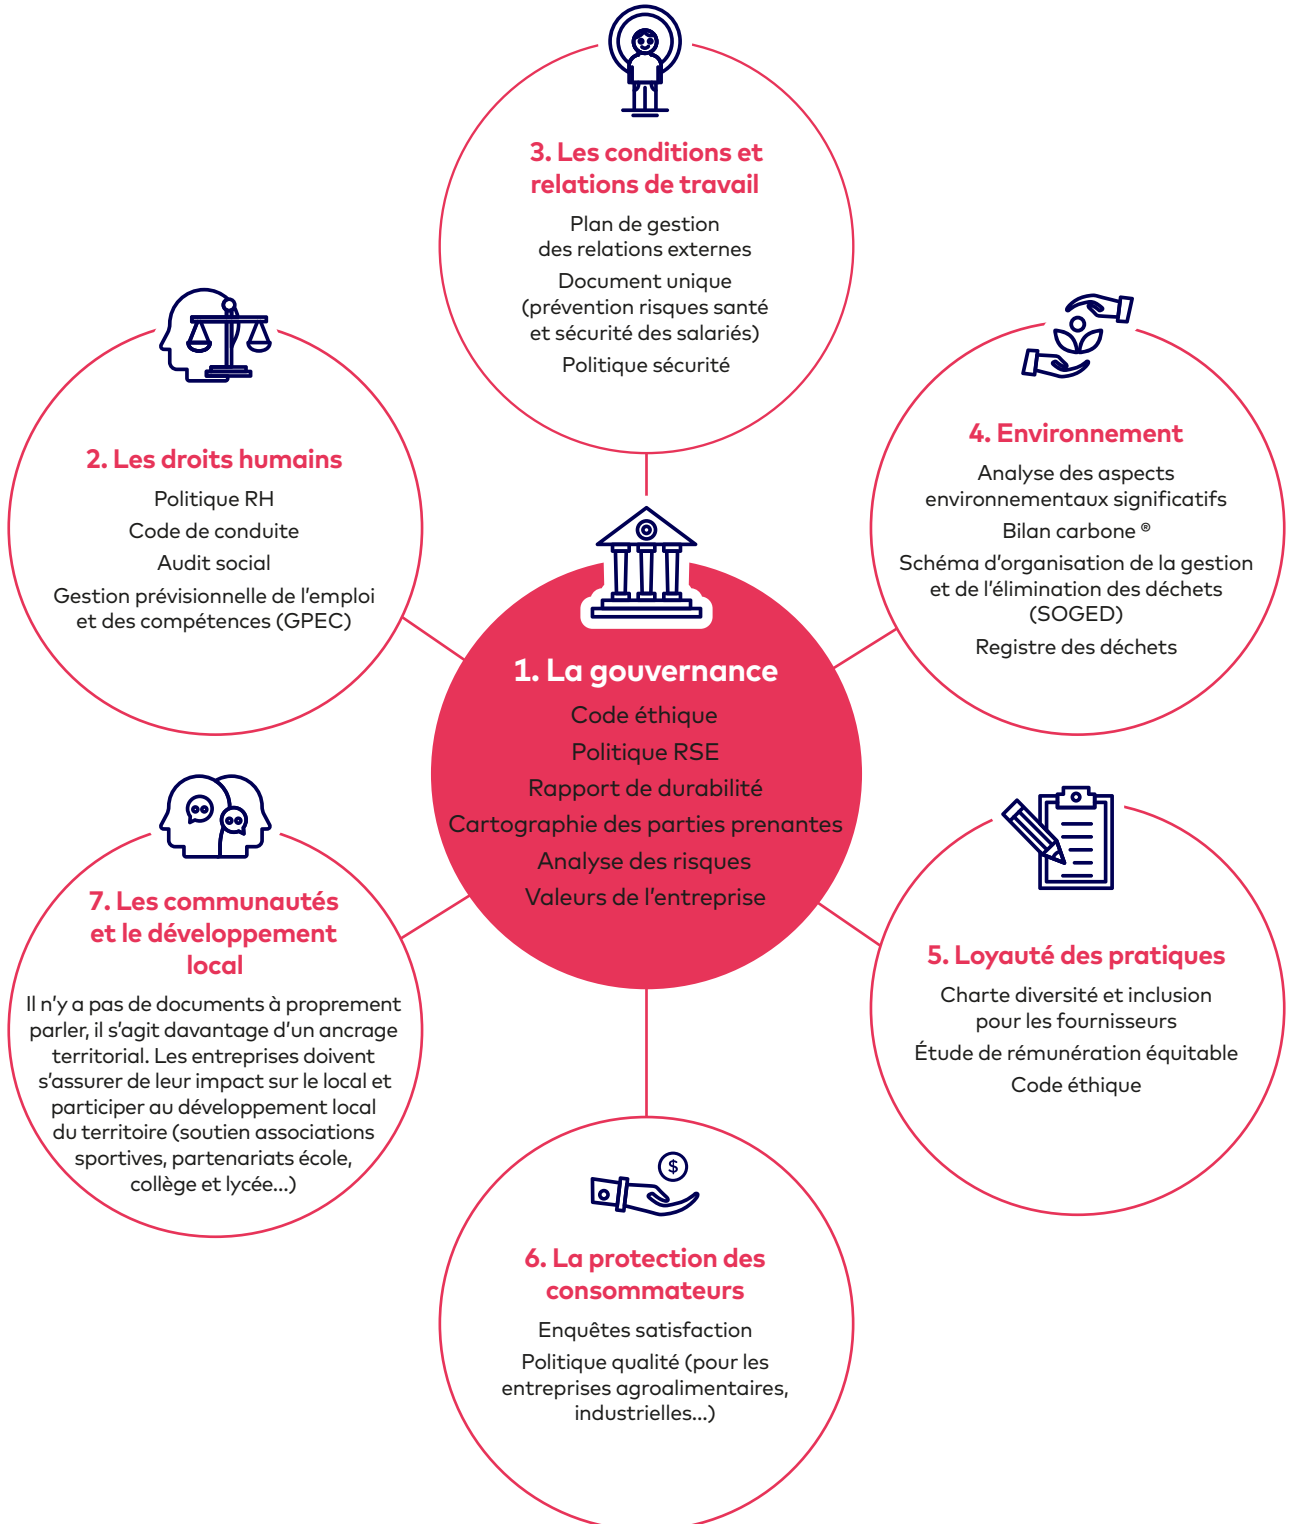 3. Les conditions et
relations de travail
Plan de gestion
des relations externes
Document unique
(prévention risques santé
et sécurité des salariés)
Politique sécurité
2. Les droits humains
Politique RH
Code de conduite
Audit social
Gestion prévisionnelle de l'emploi
et des compétences (GPEC)
4. Environnement
Analyse des aspects
environnementaux significatifs
Bilan carbone ®
Schéma d'organisation de la gestion
et de l'élimination des déchets
(SOGED)
Registre des déchets
1. La gouvernance
Code éthique
Politique RSE
Rapport de durabilité
Cartographie des parties prenantes
Analyse des risques
Valeurs de l'entreprise
7. Les communautés
et le développement
local
Il n'y a pas de documents à proprement
parler, il s'agit davantage d'un ancrage
territorial. Les entreprises doivent
s'assurer de leur impact sur le local et
participer au développement local
du territoire (soutien associations
sportives, partenariats école,
collège et lycée...)
5. Loyauté des pratiques
Charte diversité et inclusion
pour les fournisseurs
Étude de rémunération équitable
Code éthique
$
6. La protection des
consommateurs
Enquêtes satisfaction
Politique qualité (pour les
entreprises agroalimentaires,
industrielles...)